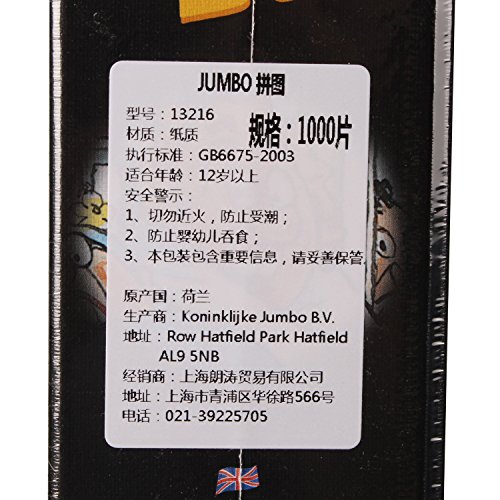 JUMBO 拼图
型号：13216
材质：纸质
规格：1000片
执行标准：GB6675-2003
适合年龄：12岁以上
安全警示：
1、切勿近火，防止受潮；
2、防止婴幼儿吞食；
3、本包装包含重要信息，请妥善保管
原产国：荷兰
生产商：Koninklijke Jumbo B.V.
地址：Row Hatfield Park Hatfield
AL9 5NB
经销商：上海朗涛贸易有限公司
地址：上海市青浦区华徐路566号
电话：021-39225705